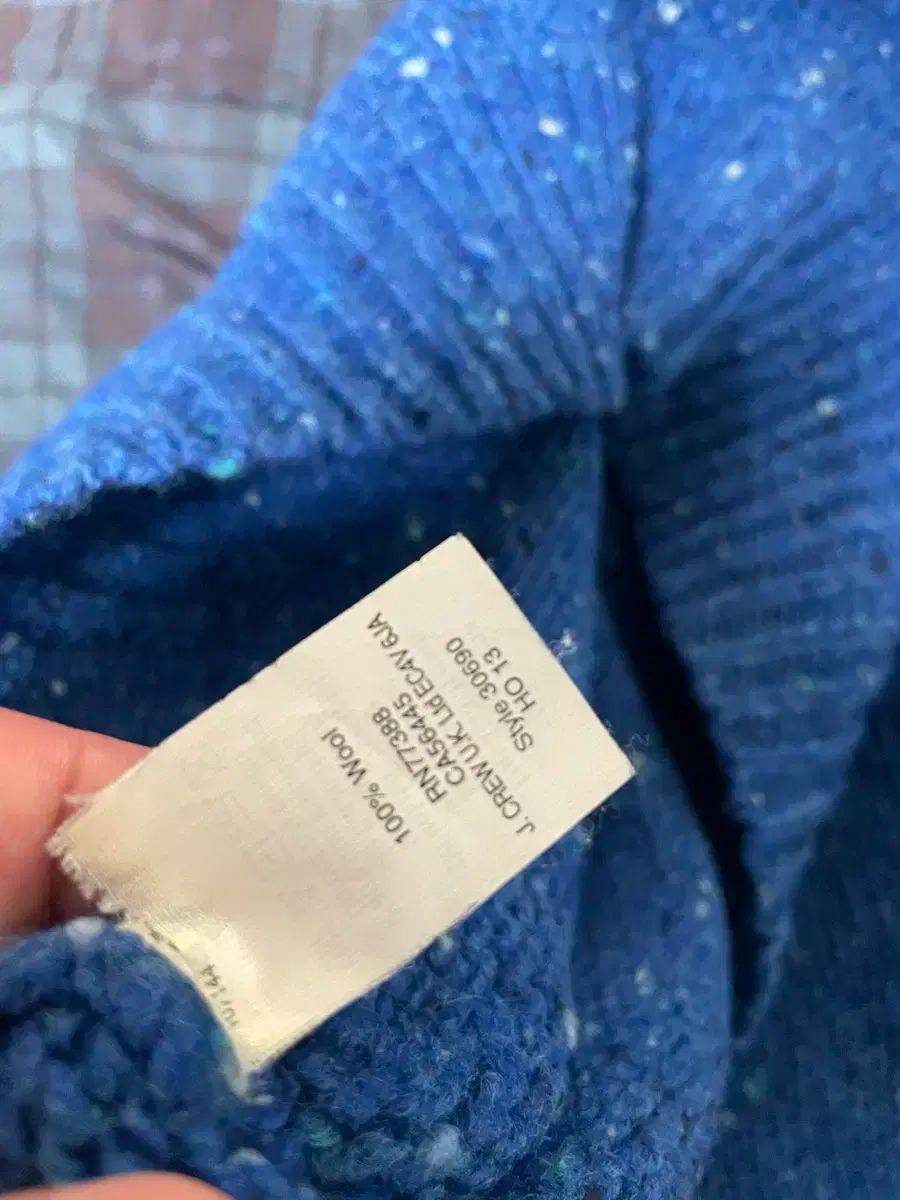 100% Wool
RN77388
CA56445
J. CREW U.K. Ltd EC4V 6JA
Style 30690
HO 13